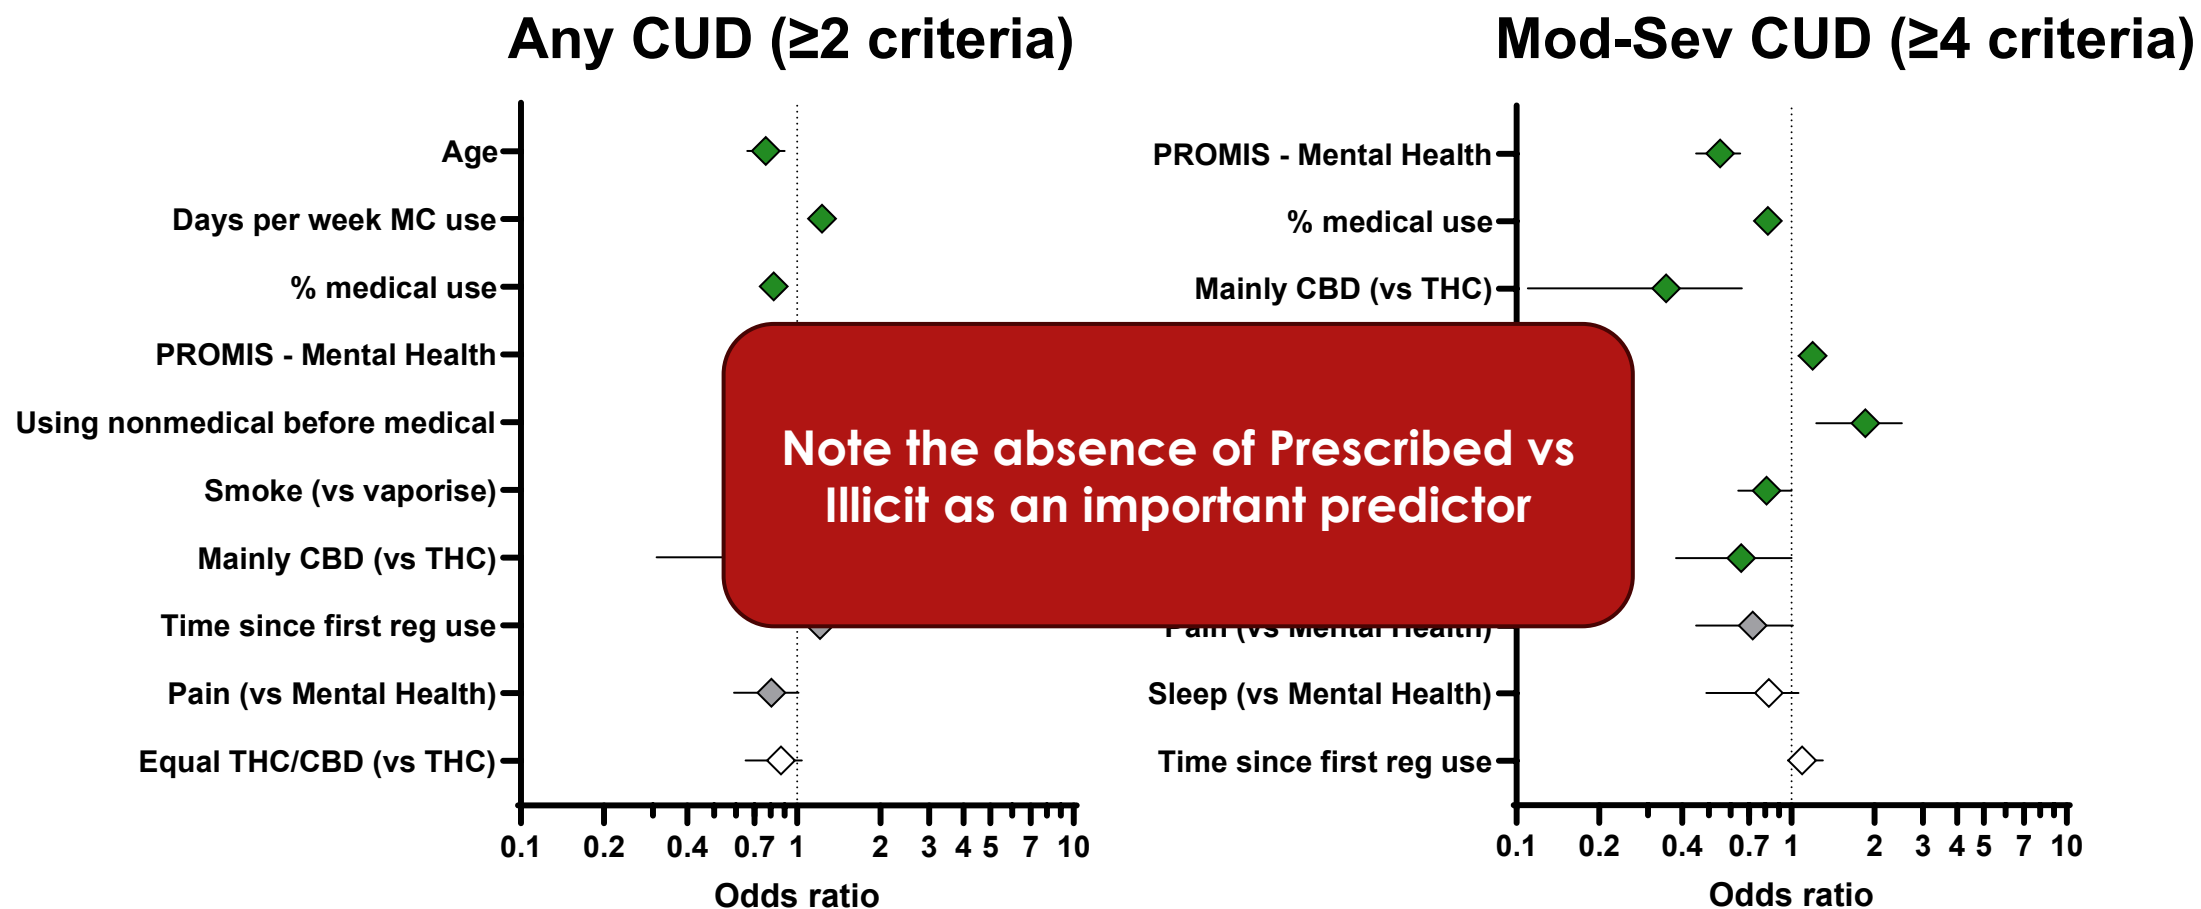 Any CUD (≥2 criteria)
Age
Days per week MC use
% medical use
PROMIS - Mental Health
Using nonmedical before medical
Smoke (vs vaporise)
Mainly CBD (vs THC)
Time since first reg use
Pain (vs Mental Health)
Equal THC/CBD (vs THC)
0.1 0.2 0.4 0.7 1 2 3 4 5 7 10
Odds ratio
Mod-Sev CUD (≥4 criteria)
PROMIS - Mental Health
% medical use
Mainly CBD (vs THC)
Pain (vs Mental Health)
Sleep (vs Mental Health)
Time since first reg use
0.1 0.2 0.4 0.7 1 2 3 4 5 7 10
Odds ratio
Note the absence of Prescribed vs
Illicit as an important predictor